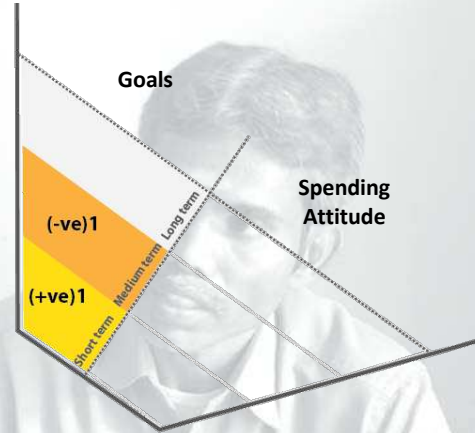 Goals
Spending
Attitude
Long term
(-ve)1
Medium term
(+ve)1
Short term